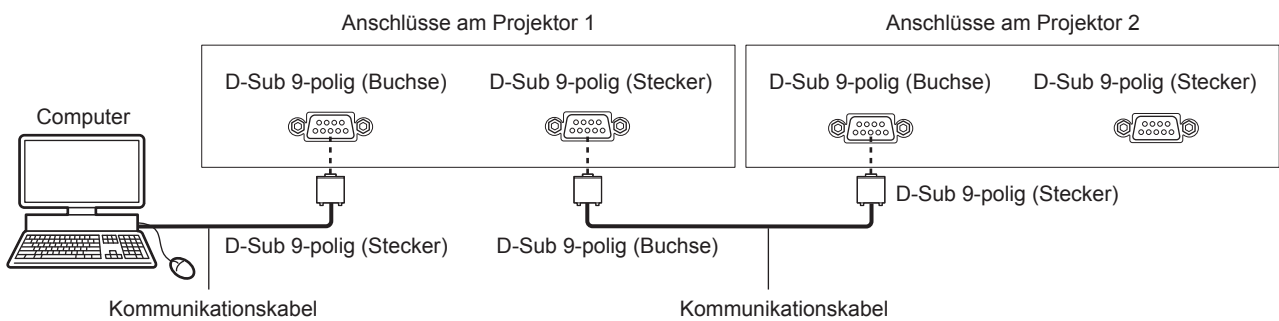 Anschlüsse am Projektor 1
Anschlüsse am Projektor 2
D-Sub 9-polig (Buchse)
D-Sub 9-polig (Stecker)
D-Sub 9-polig (Buchse)
D-Sub 9-polig (Stecker)
Computer
D-Sub 9-polig (Stecker)
D-Sub 9-polig (Stecker)
D-Sub 9-polig (Buchse)
Kommunikationskabel
Kommunikationskabel